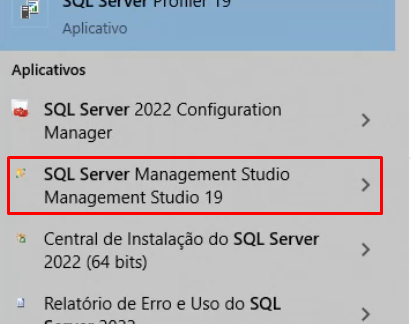 SQL Server Profiler 19
Aplicativo
Aplicativos
SQL Server 2022 Configuration
Manager
SQL Server Management Studio
Management Studio 19
Central de Instalação do SQL Server
2022 (64 bits)
Relatório de Erro e Uso do SQL
Server 2022